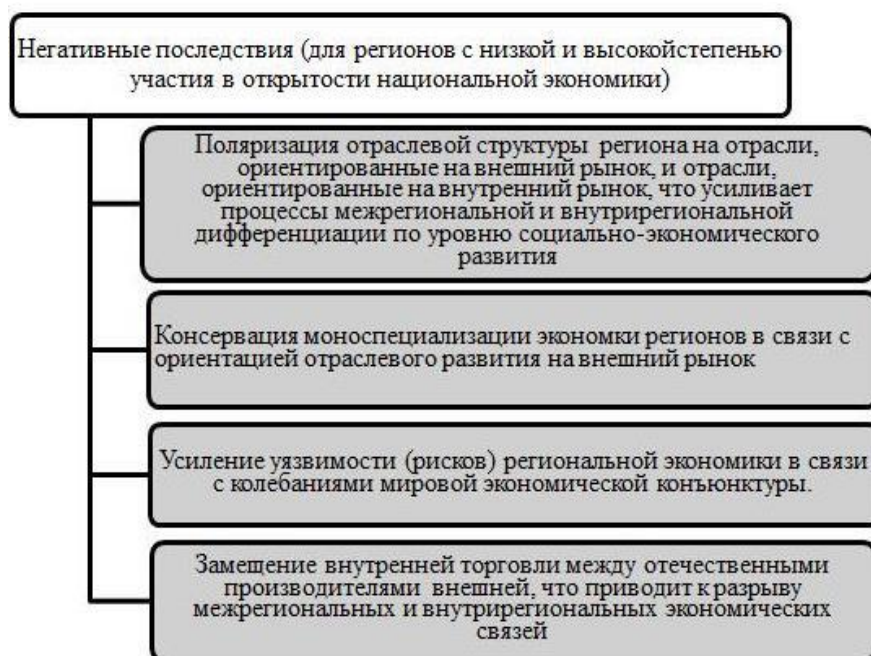 Негативные последствия (для регионов с низкой и высокойстепенью
участия в открытости национальной экономики)
Поляризация отраслевой структуры региона на отрасли,
ориентированные на внешний рынок, и отрасли,
ориентированные на внутренний рынок, что усиливает
процессы межрегиональной и внутрирегиональной
дифференциации по уровню социально-экономического
развития
Консервация моноспециализации экономки регионов в связи с
ориентацией отраслевого развития на внешний рынок
Усиление уязвимости (рисков) региональной экономики в связи
с колебаниями мировой экономической конъюнктуры.
Замещение внутренней торговли между отечественными
производителями внешней, что приводит к разрыву
межрегиональных и внутрирегиональных экономических
связей